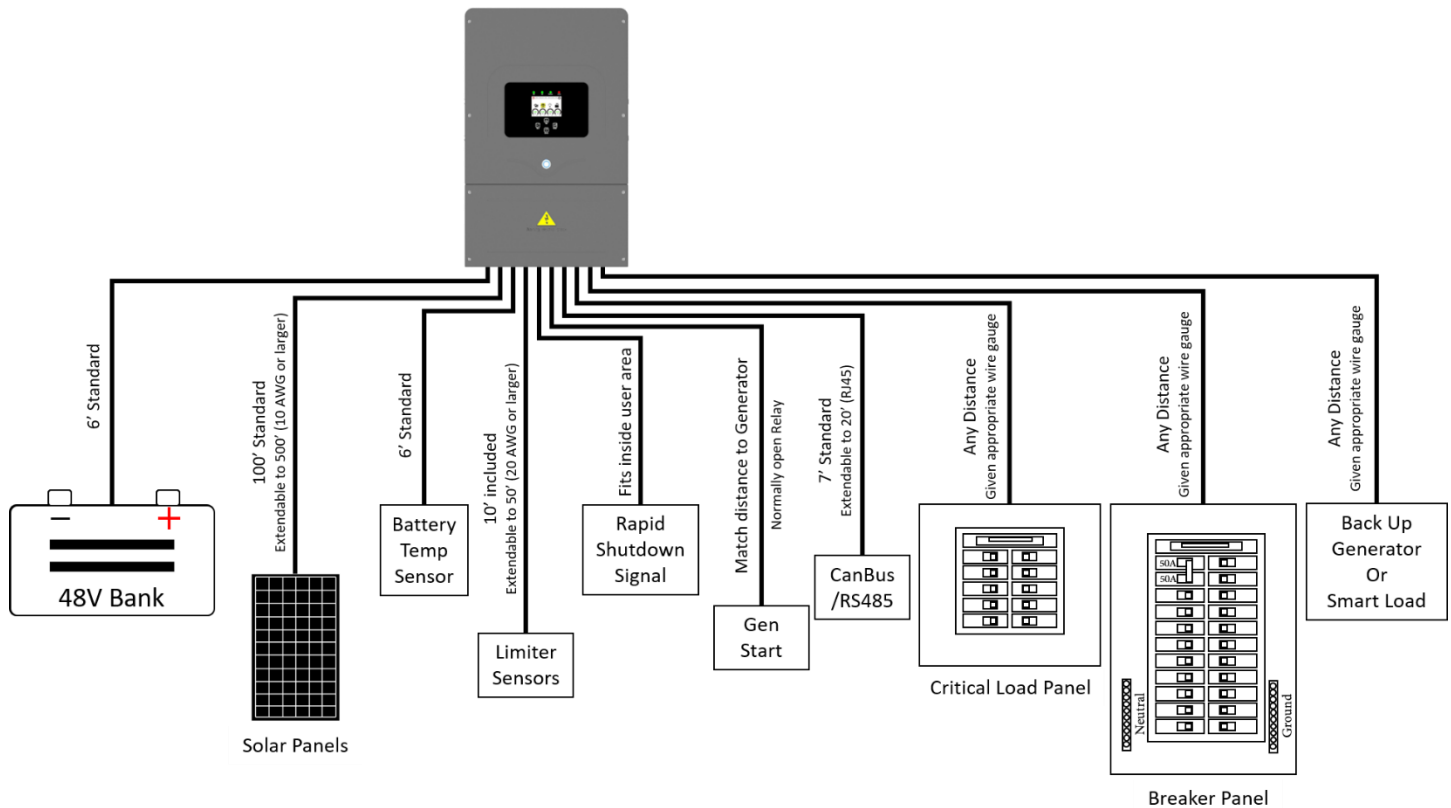 6’ Standard
100’ Standard
Extendable to 500’ (10 AWG or larger)
6’ Standard
10’ included
Extendable to 50’ (20 AWG or larger)
Fits inside user area
Match distance to Generator
Normally open Relay
7’ Standard
Extendable to 20’ (RJ45)
Any Distance
Given appropriate wire gauge
Any Distance
Given appropriate wire gauge
Any Distance
Given appropriate wire gauge
− +
48V Bank
Solar Panels
Battery
Temp
Sensor
Limiter
Sensors
Rapid
Shutdown
Signal
Gen
Start
CanBus
/RS485
Critical Load Panel
50A
50A
Neutral
Ground
Breaker Panel
Back Up
Generator
Or
Smart Load